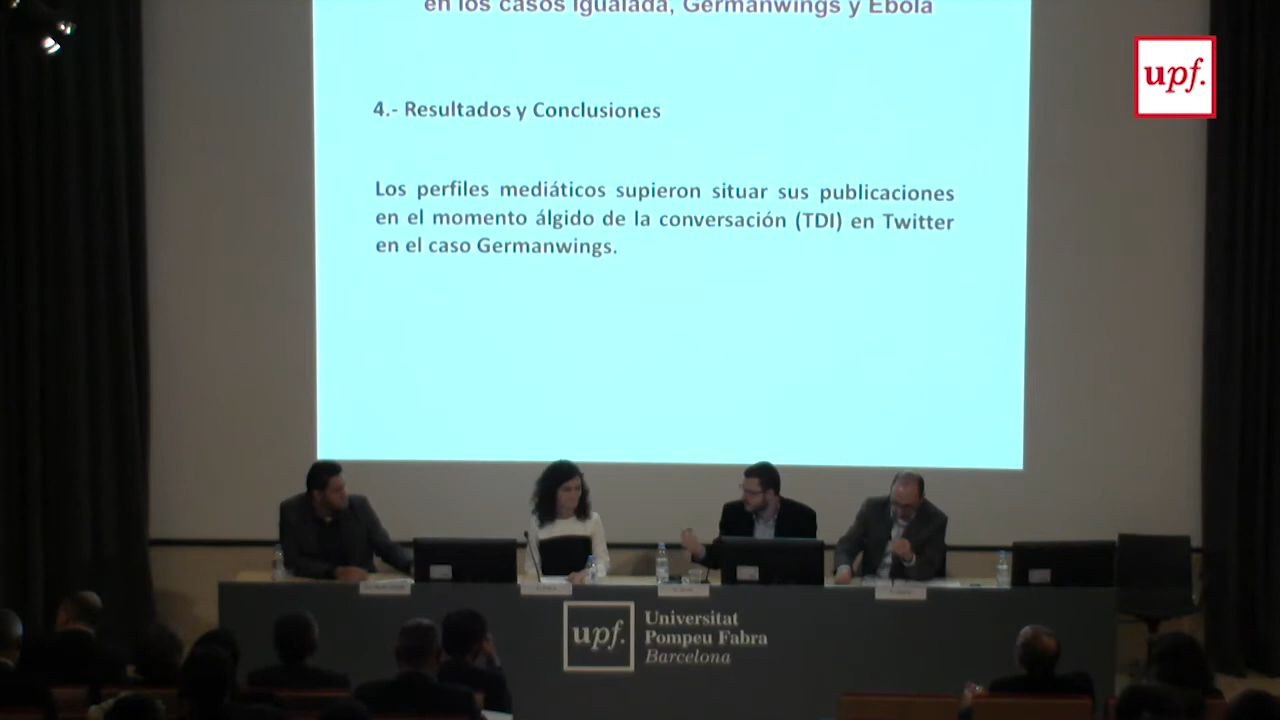 en los casos Igualada, Germanwings y Ebola
upf.
4.- Resultados y Conclusiones
Los perfiles mediáticos supieron situar sus publicaciones
en el momento álgido de la conversación (TDI) en Twitter
en el caso Germanwings.
upf.
Universitat
Pompeu Fabra
Barcelona